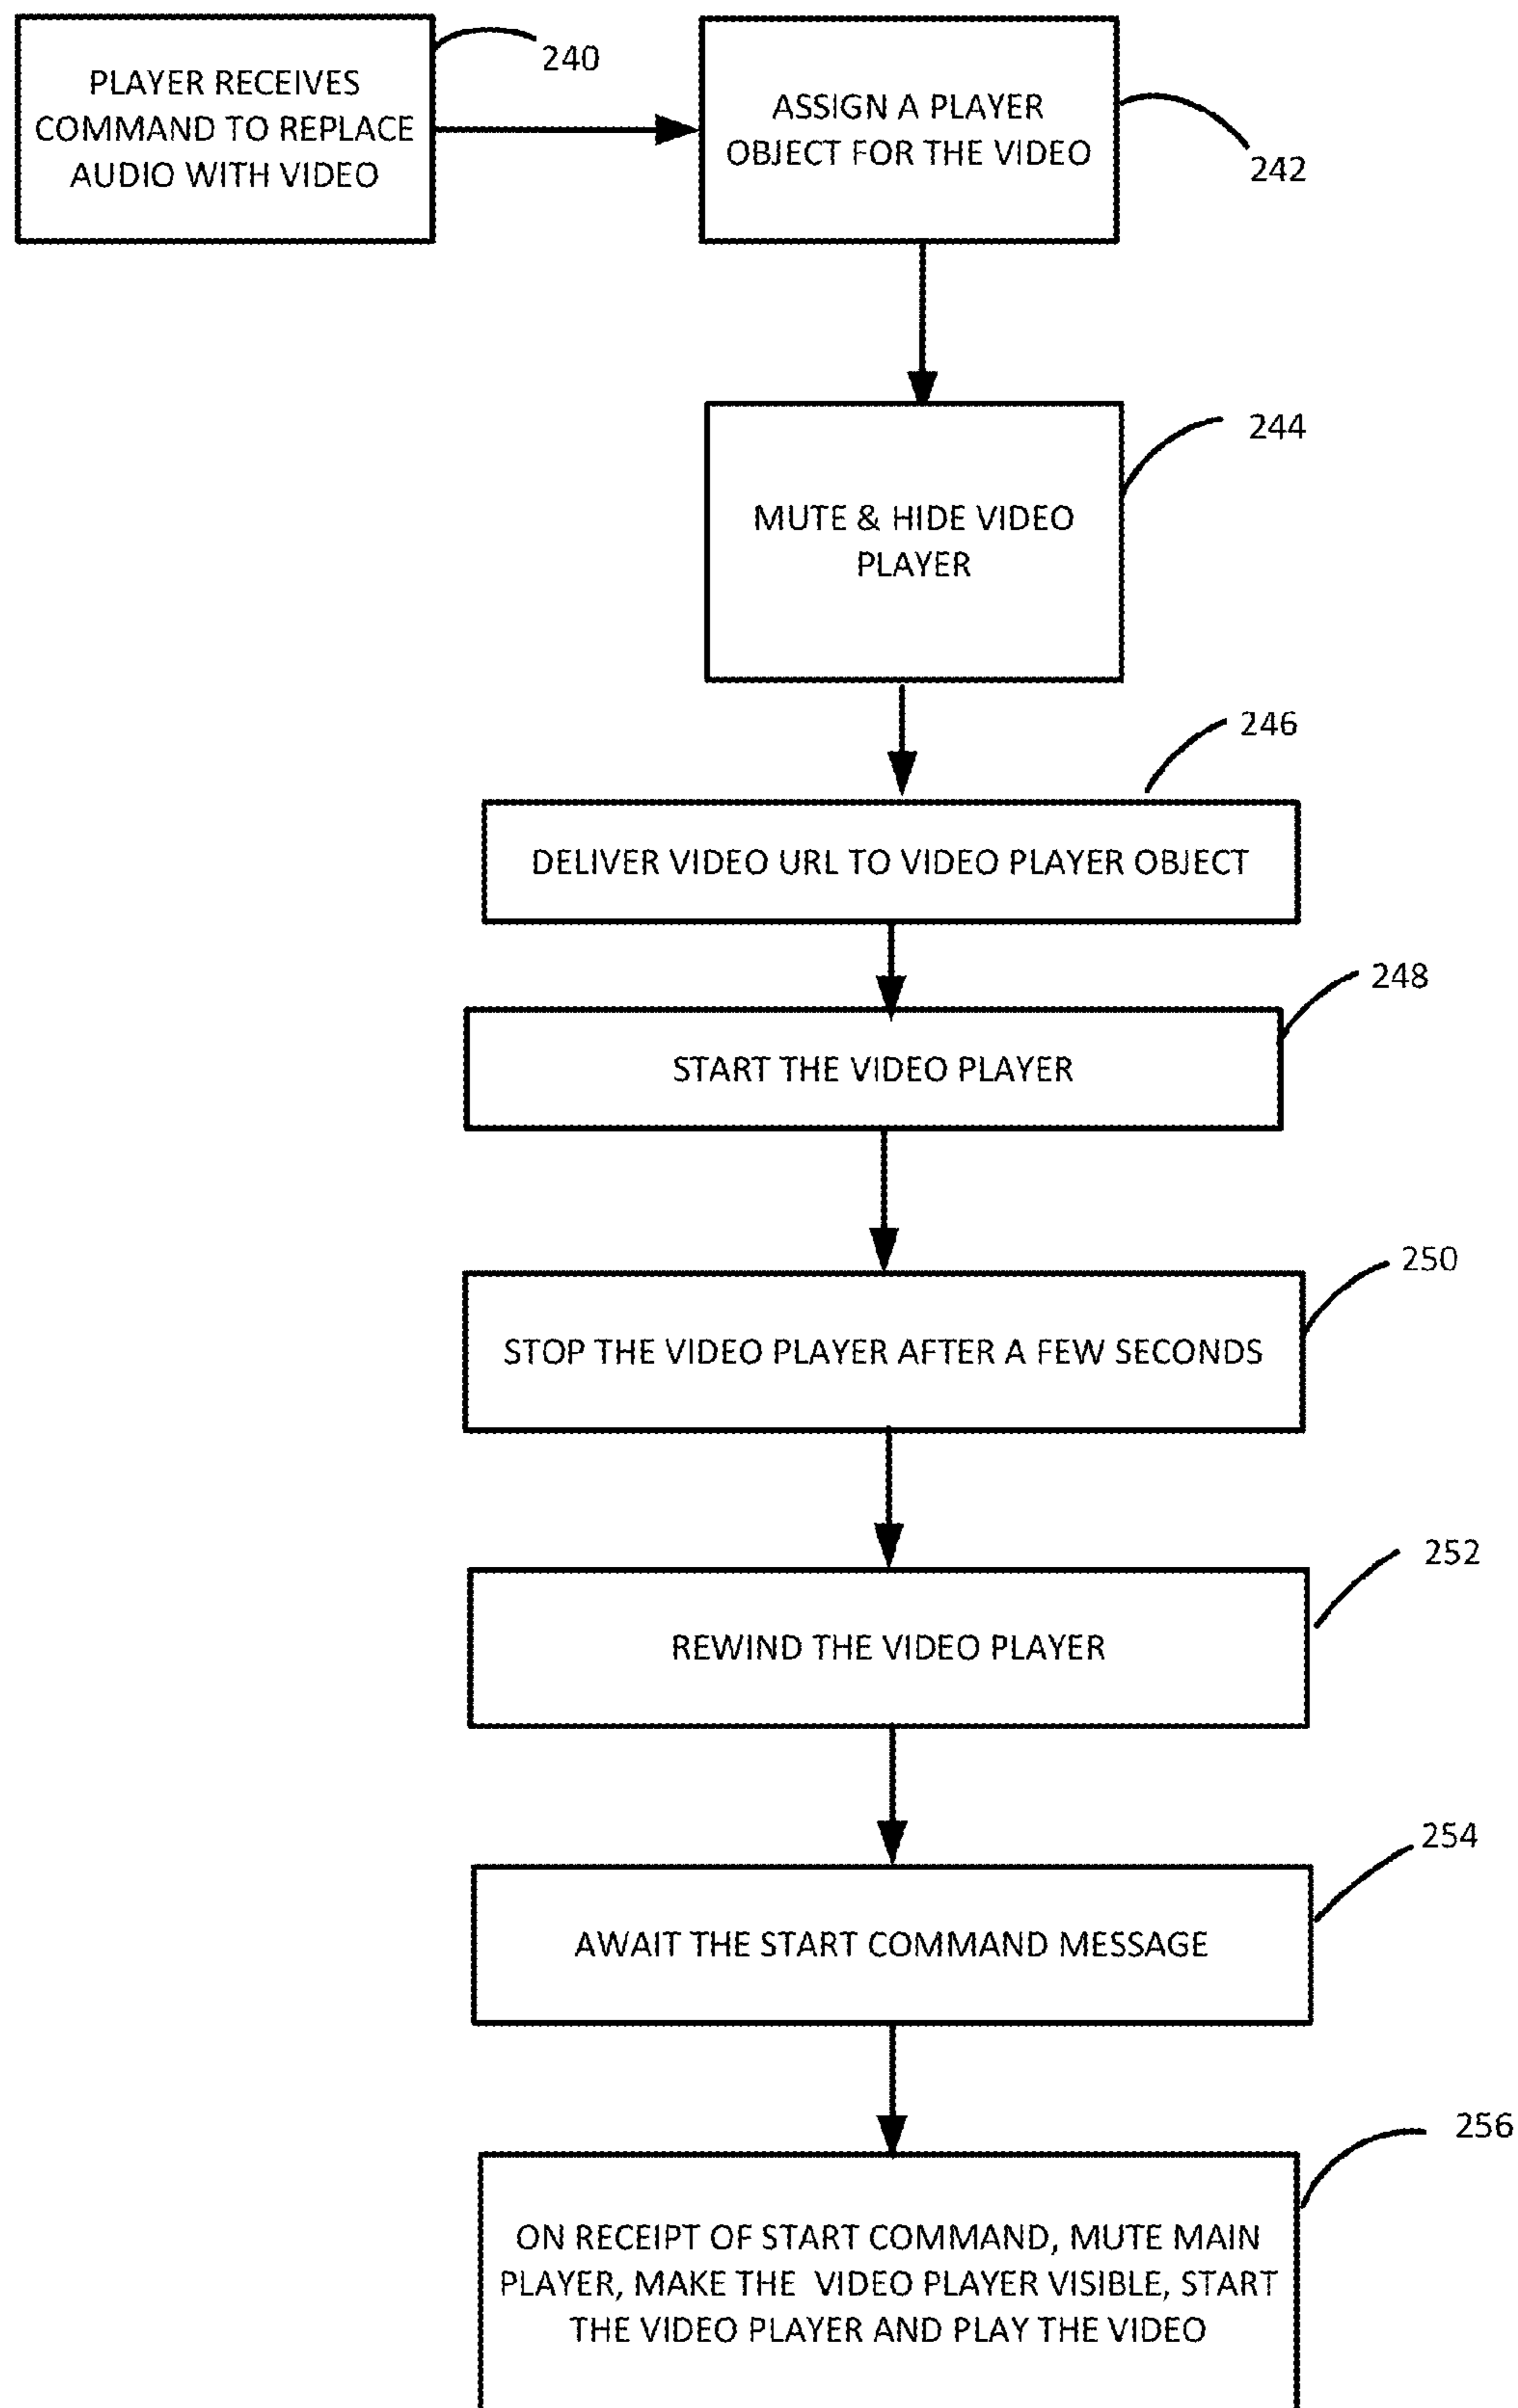 PLAYER RECEIVES
COMMAND TO REPLACE
AUDIO WITH VIDEO
240
ASSIGN A PLAYER
OBJECT FOR THE VIDEO
242
MUTE & HIDE VIDEO
PLAYER
244
246
DELIVER VIDEO URL TO VIDEO PLAYER OBJECT
248
START THE VIDEO PLAYER
250
STOP THE VIDEO PLAYER AFTER A FEW SECONDS
252
REWIND THE VIDEO PLAYER
254
AWAIT THE START COMMAND MESSAGE
256
ON RECEIPT OF START COMMAND, MUTE MAIN
PLAYER, MAKE THE VIDEO PLAYER VISIBLE, START
THE VIDEO PLAYER AND PLAY THE VIDEO